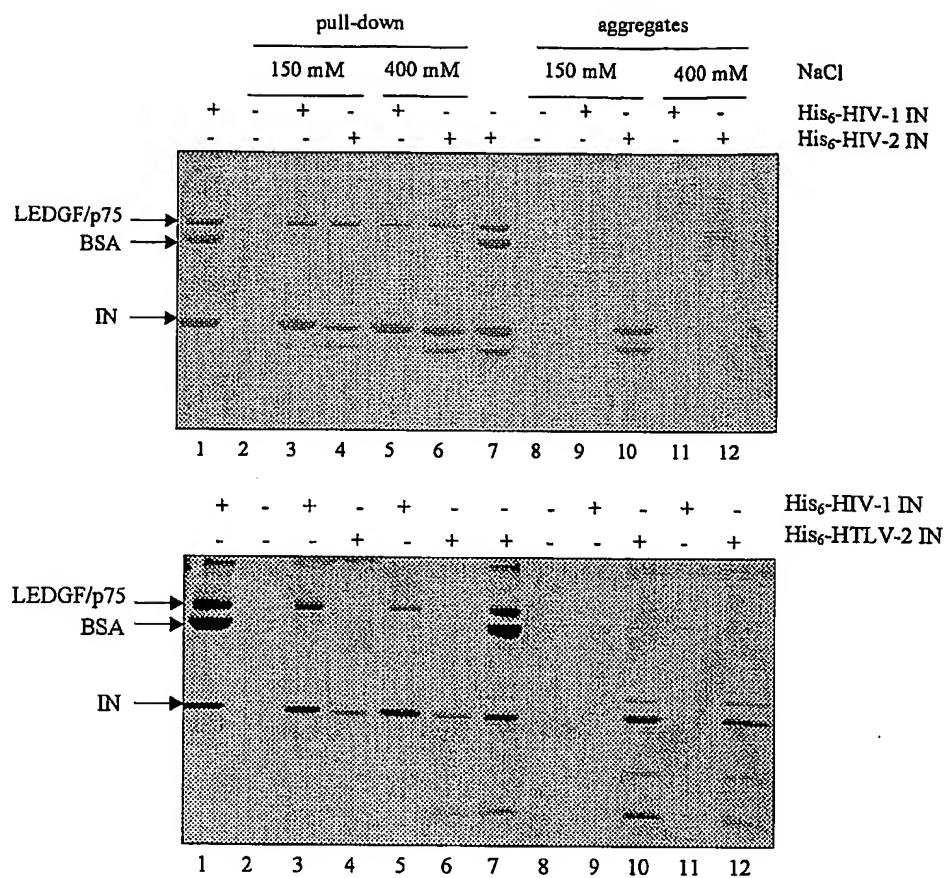 pull-down aggregates
150 mM 400 mM 150 mM 400 mM NaCl
+ - + - + - - - + - + - His₆-HIV-1 IN
- - - + - + + - - + - + His₆-HIV-2 IN
LEDGF/p75
BSA
IN
1 2 3 4 5 6 7 8 9 10 11 12
+ - + - + - - - + - + - His₆-HIV-1 IN
- - - + - + + - - + - + His₆-HTLV-2 IN
LEDGF/p75
BSA
IN
1 2 3 4 5 6 7 8 9 10 11 12